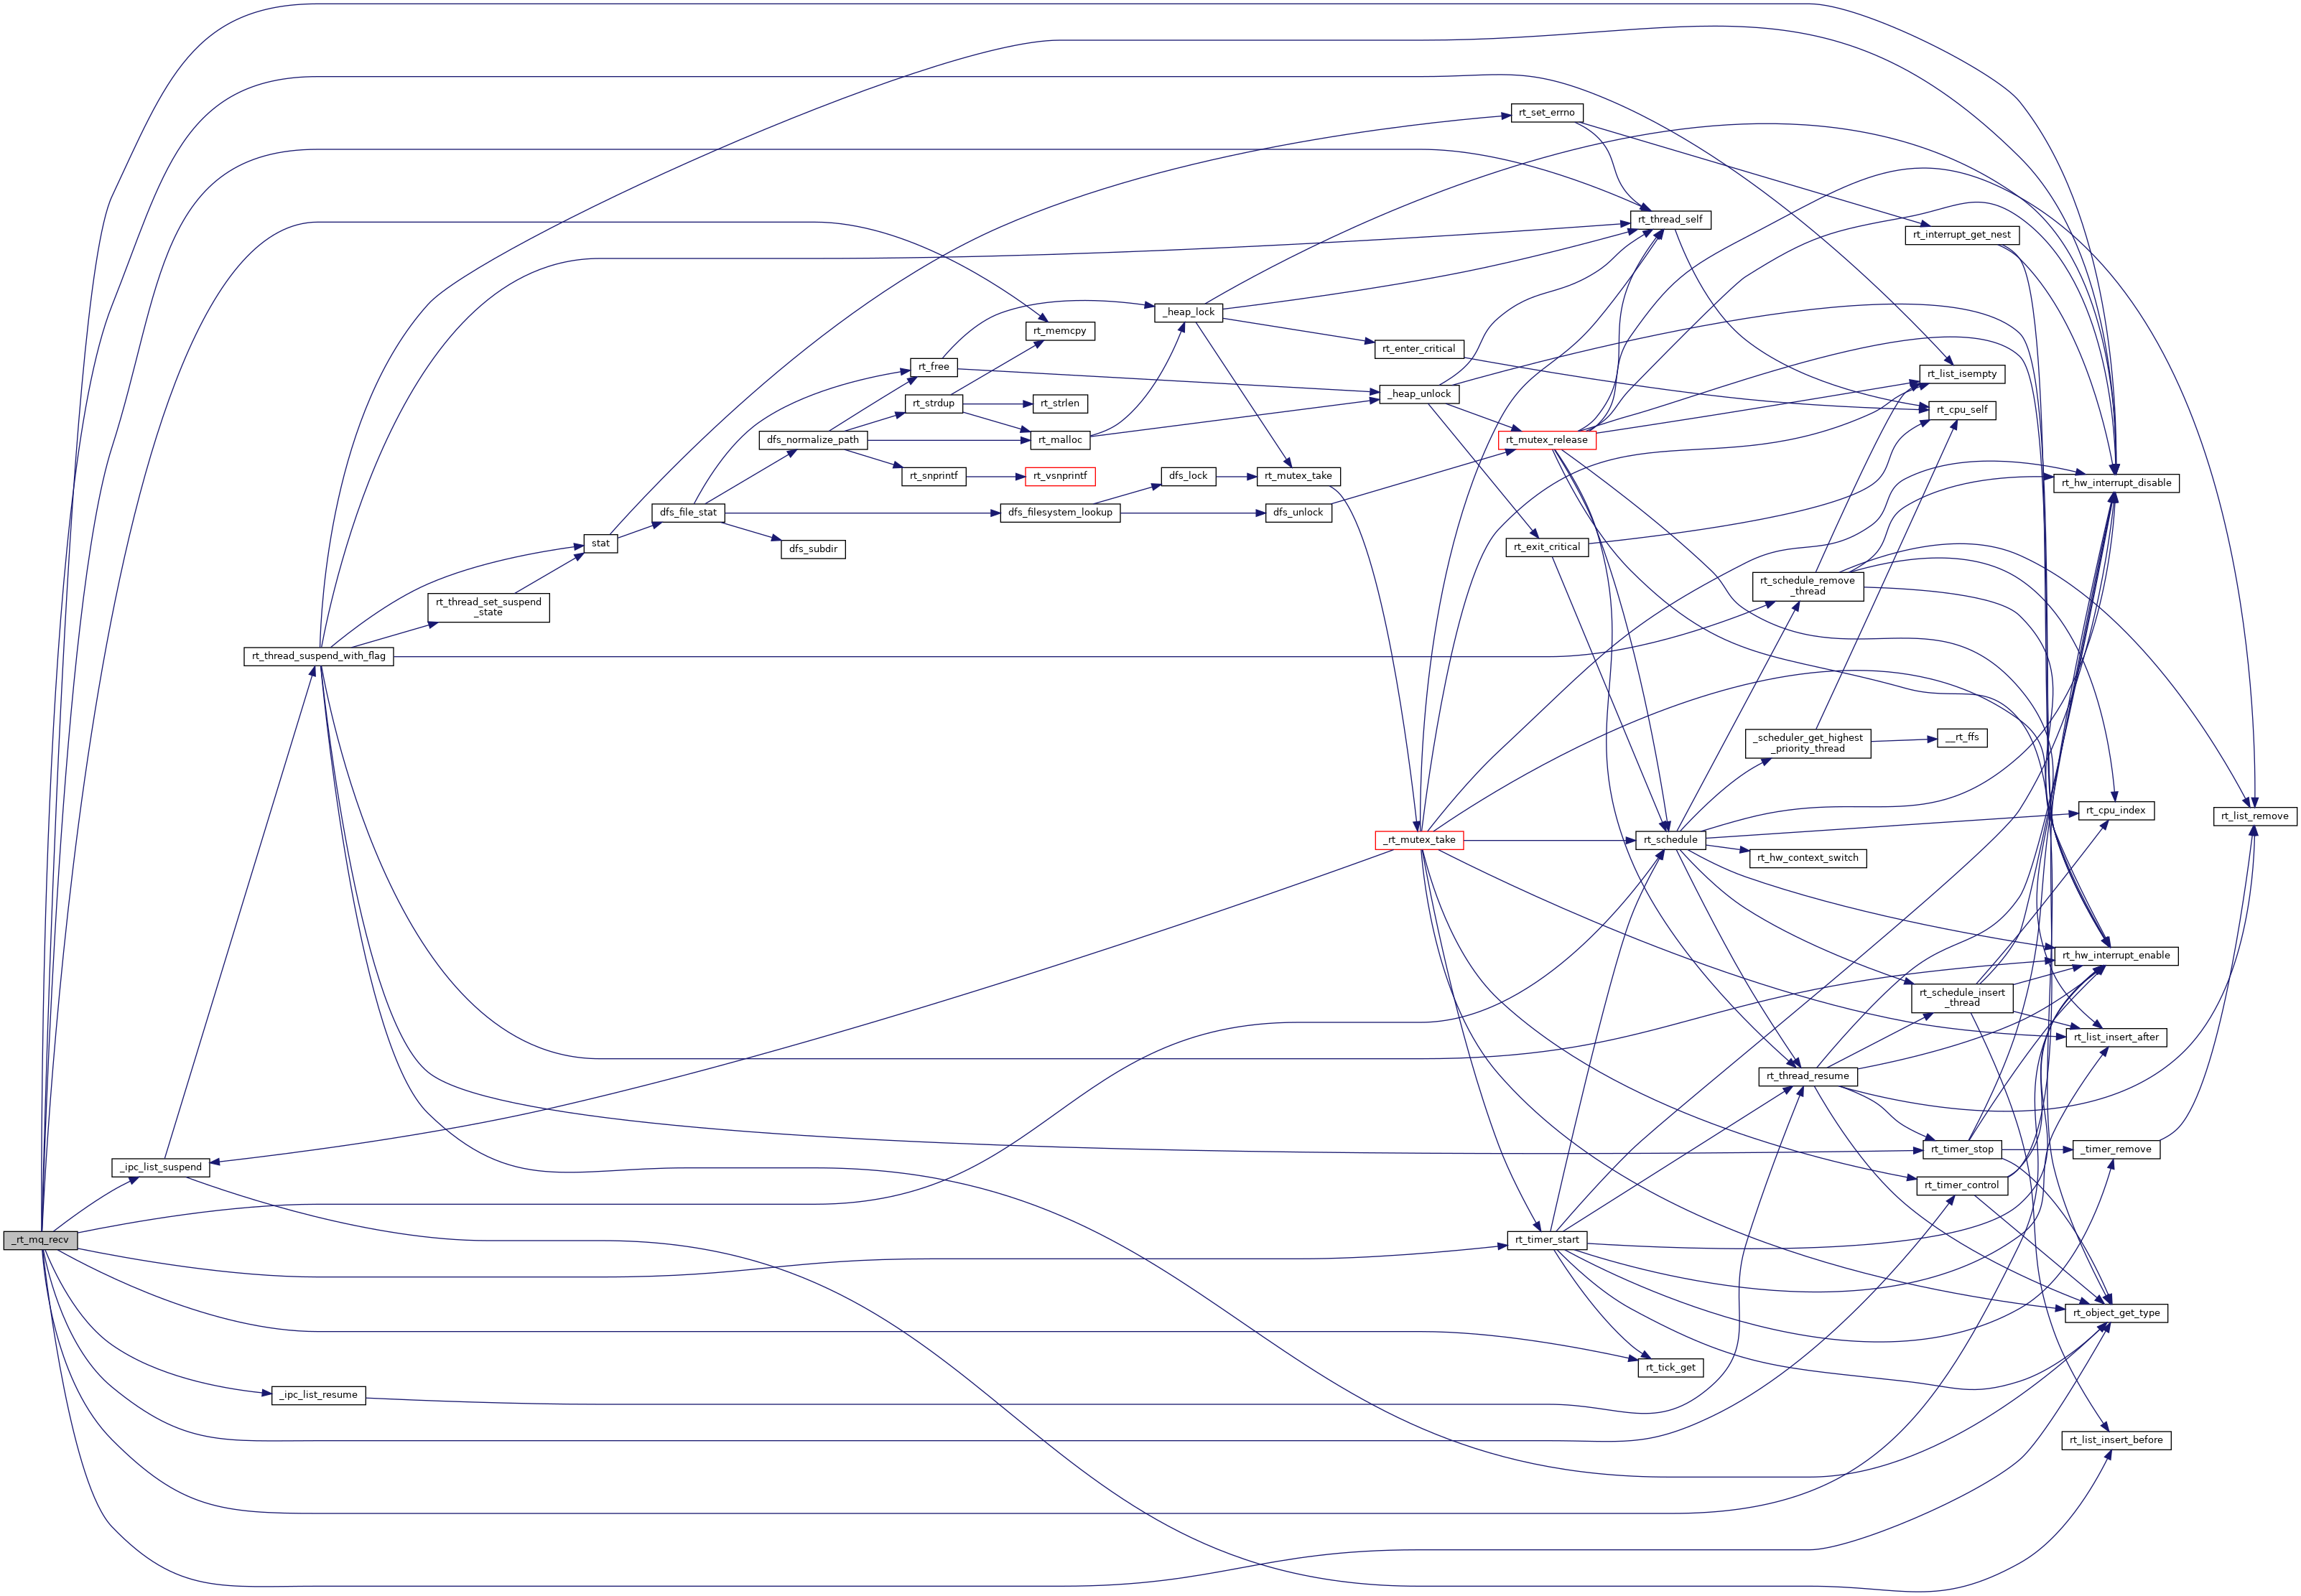 _rt_mq_recv
_ipc_list_suspend
rt_thread_suspend_with_flag
_ipc_list_resume
rt_thread_set_suspend
_state
stat
dfs_file_stat
dfs_normalize_path
dfs_subdir
rt_free
rt_strdup
rt_snprintf
rt_memcpy
rt_strlen
rt_malloc
rt_vsnprintf
dfs_filesystem_lookup
_heap_lock
dfs_lock
rt_mutex_take
dfs_unlock
rt_enter_critical
_heap_unlock
_rt_mutex_take
rt_set_errno
rt_mutex_release
rt_exit_critical
rt_timer_start
rt_thread_self
rt_schedule
rt_tick_get
rt_schedule_remove
_thread
_scheduler_get_highest
_priority_thread
rt_hw_context_switch
rt_thread_resume
rt_interrupt_get_nest
rt_list_isempty
rt_cpu_self
__rt_ffs
rt_schedule_insert
_thread
rt_timer_stop
rt_timer_control
rt_hw_interrupt_disable
rt_cpu_index
rt_hw_interrupt_enable
rt_list_insert_after
_timer_remove
rt_object_get_type
rt_list_insert_before
rt_list_remove